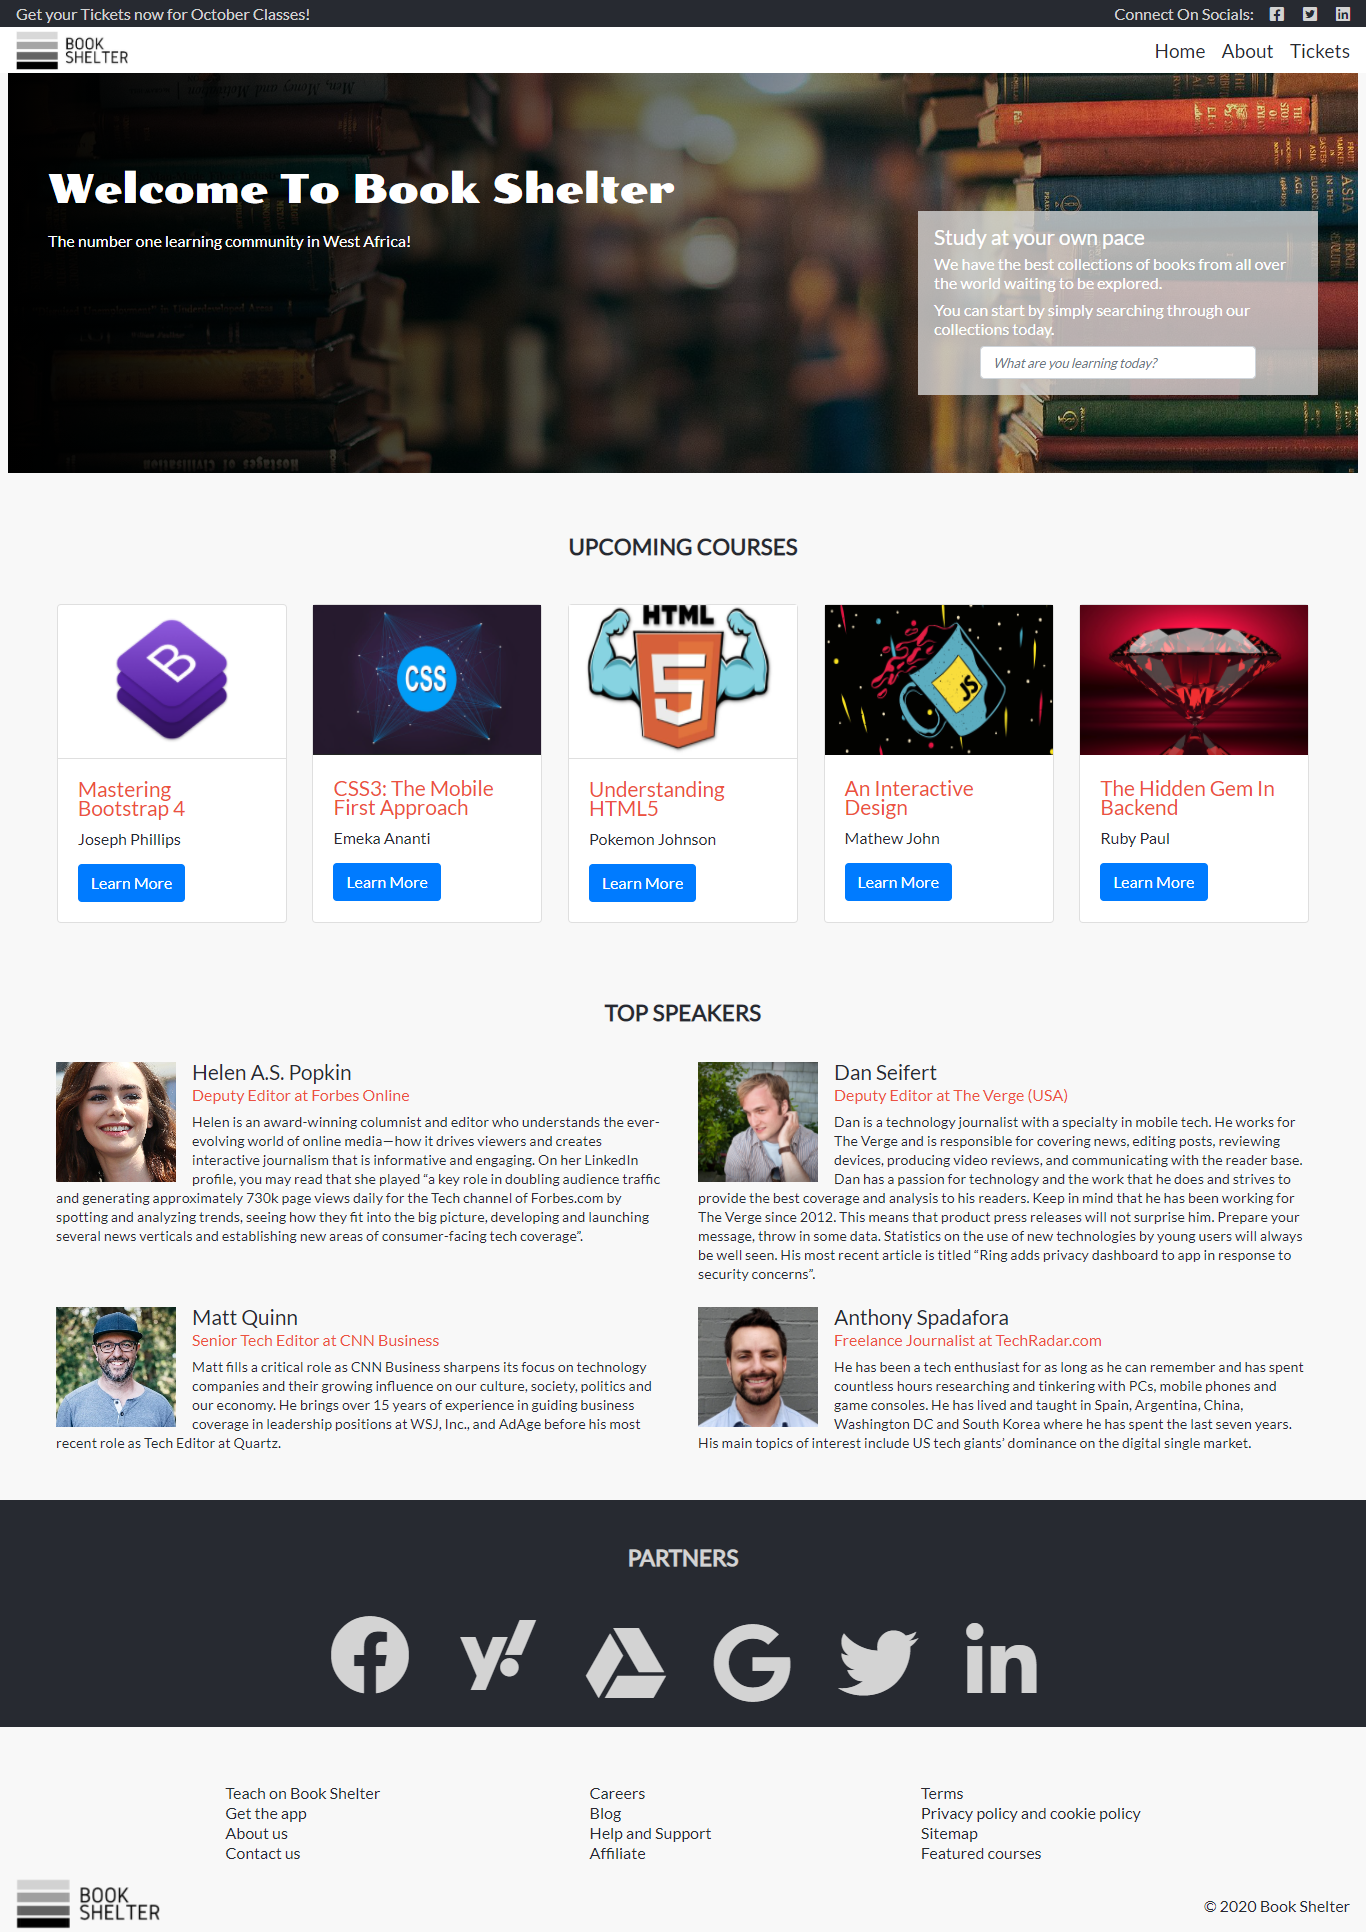 Get your Tickets now for October Classes!
Connect On Socials:
BOOK
SHELTER
Home About Tickets
Welcome To Book Shelter
The number one learning community in West Africa!
Study at your own pace
We have the best collections of books from all over
the world waiting to be explored.
You can start by simply searching through our
collections today.
What are you learning today?
UPCOMING COURSES
CSS
HTML
5
JS
Mastering
Bootstrap 4
Joseph Phillips
Learn More
CSS3: The Mobile
First Approach
Emeka Ananti
Learn More
Understanding
HTML5
Pokemon Johnson
Learn More
An Interactive
Design
Mathew John
Learn More
The Hidden Gem In
Backend
Ruby Paul
Learn More
TOP SPEAKERS
Helen A.S. Popkin
Deputy Editor at Forbes Online
Helen is an award-winning columnist and editor who understands the ever-
evolving world of online media—how it drives viewers and creates
interactive journalism that is informative and engaging. On her LinkedIn
profile, you may read that she played “a key role in doubling audience traffic
and generating approximately 730k page views daily for the Tech channel of Forbes.com by
spotting and analyzing trends, seeing how they fit into the big picture, developing and launching
several news verticals and establishing new areas of consumer-facing tech coverage”.
Dan Seifert
Deputy Editor at The Verge (USA)
Dan is a technology journalist with a specialty in mobile tech. He works for
The Verge and is responsible for covering news, editing posts, reviewing
devices, producing video reviews, and communicating with the reader base.
Dan has a passion for technology and the work that he does and strives to
provide the best coverage and analysis to his readers. Keep in mind that he has been working for
The Verge since 2012. This means that product press releases will not surprise him. Prepare your
message, throw in some data. Statistics on the use of new technologies by young users will always
be well seen. His most recent article is titled “Ring adds privacy dashboard to app in response to
security concerns”.
Matt Quinn
Senior Tech Editor at CNN Business
Matt fills a critical role as CNN Business sharpens its focus on technology
companies and their growing influence on our culture, society, politics and
our economy. He brings over 15 years of experience in guiding business
coverage in leadership positions at WSJ, Inc., and AdAge before his most
recent role as Tech Editor at Quartz.
Anthony Spadafora
Freelance Journalist at TechRadar.com
He has been a tech enthusiast for as long as he can remember and has spent
countless hours researching and tinkering with PCs, mobile phones and
game consoles. He has lived and taught in Spain, Argentina, China,
Washington DC and South Korea where he has spent the last seven years.
His main topics of interest include US tech giants’ dominance on the digital single market.
PARTNERS
Teach on Book Shelter
Get the app
About us
Contact us
Careers
Blog
Help and Support
Affiliate
Terms
Privacy policy and cookie policy
Sitemap
Featured courses
BOOK
SHELTER
© 2020 Book Shelter